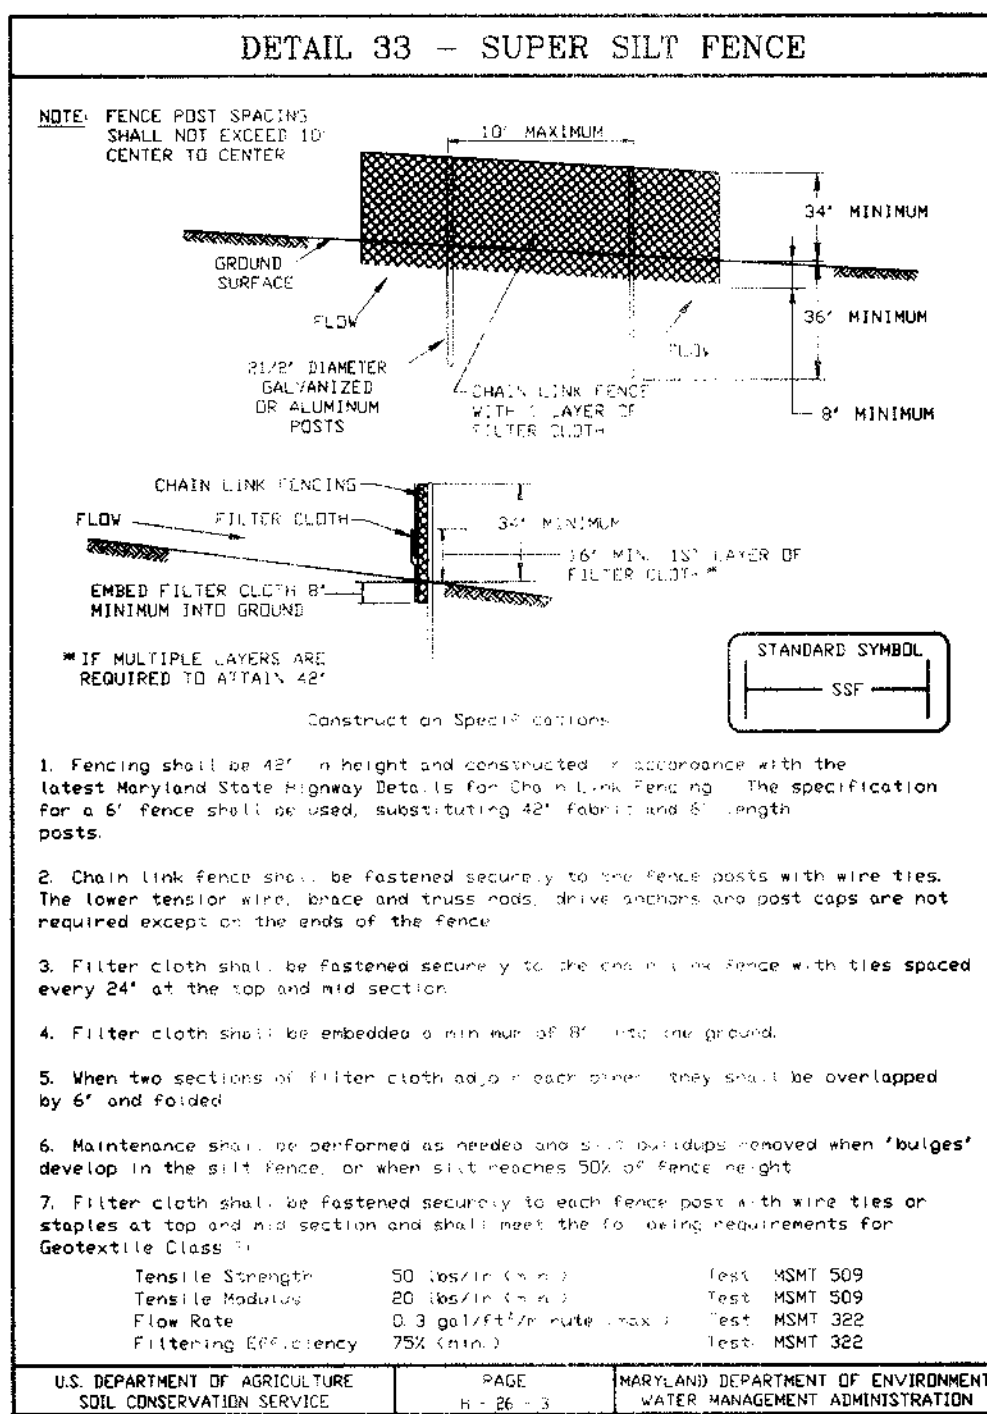 DETAIL 33 - SUPER SILT FENCE
NOTE: FENCE POST SPACING
SHALL NOT EXCEED 10'
CENTER TO CENTER
10' MAXIMUM
34" MINIMUM
GROUND
SURFACE
36" MINIMUM
FLOW
FLOW
21/2" DIAMETER
GALVANIZED
OR ALUMINUM
POSTS
CHAIN LINK FENCE
WITH 1 LAYER OF
FILTER CLOTH
8" MINIMUM
CHAIN LINK FENCING
FLOW
FILTER CLOTH
34" MINIMUM
16" MIN. 1ST LAYER OF
FILTER CLOTH*
EMBED FILTER CLOTH 8"
MINIMUM INTO GROUND
* IF MULTIPLE LAYERS ARE
REQUIRED TO ATTAIN 42"
STANDARD SYMBOL
SSF
Construction Specifications
1. Fencing shall be 42" in height and constructed in accordance with the
latest Maryland State Highway Details for Chain Link Fencing. The specification
for a 6' fence shall be used, substituting 42" fabric and 6' length
posts.
2. Chain link fence shall be fastened securely to the fence posts with wire ties.
The lower tension wire, brace and truss rods, drive anchors and post caps are not
required except on the ends of the fence.
3. Filter cloth shall be fastened securely to the chain link fence with ties spaced
every 24" at the top and mid section.
4. Filter cloth shall be embedded a minimum of 8" into the ground.
5. When two sections of filter cloth adjoin each other, they shall be overlapped
by 6" and folded.
6. Maintenance shall be performed as needed and silt buildups removed when "bulges"
develop in the silt fence, or when silt reaches 50% of fence height
7. Filter cloth shall be fastened securely to each fence post with wire ties or
staples at top and mid section and shall meet the following requirements for
Geotextile Class
Tensile Strength 50 lbs/in (min.) Test: MSMT 509
Tensile Modulus 20 lbs/in (min.) Test: MSMT 509
Flow Rate 0.3 gal/ft²/minute (max.) Test: MSMT 322
Filtering Efficiency 75% (min.) Test: MSMT 322
U.S. DEPARTMENT OF AGRICULTURE
SOIL CONSERVATION SERVICE
PAGE
H - 26 - 3
MARYLAND DEPARTMENT OF ENVIRONMENT
WATER MANAGEMENT ADMINISTRATION